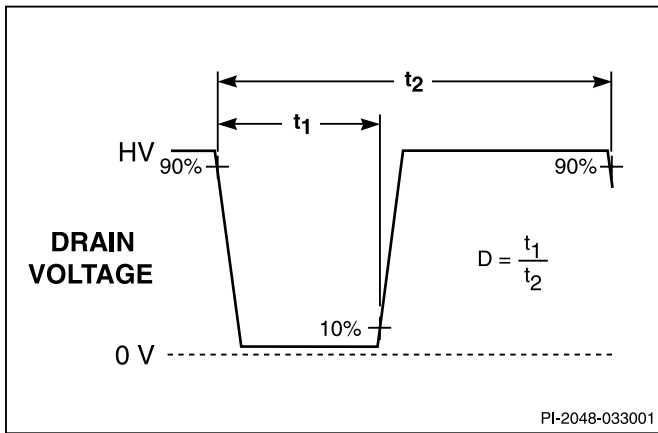 t2
t1
HV
90%
90%
DRAIN
VOLTAGE
D = t1
t2
10%
0 V
PI-2048-033001